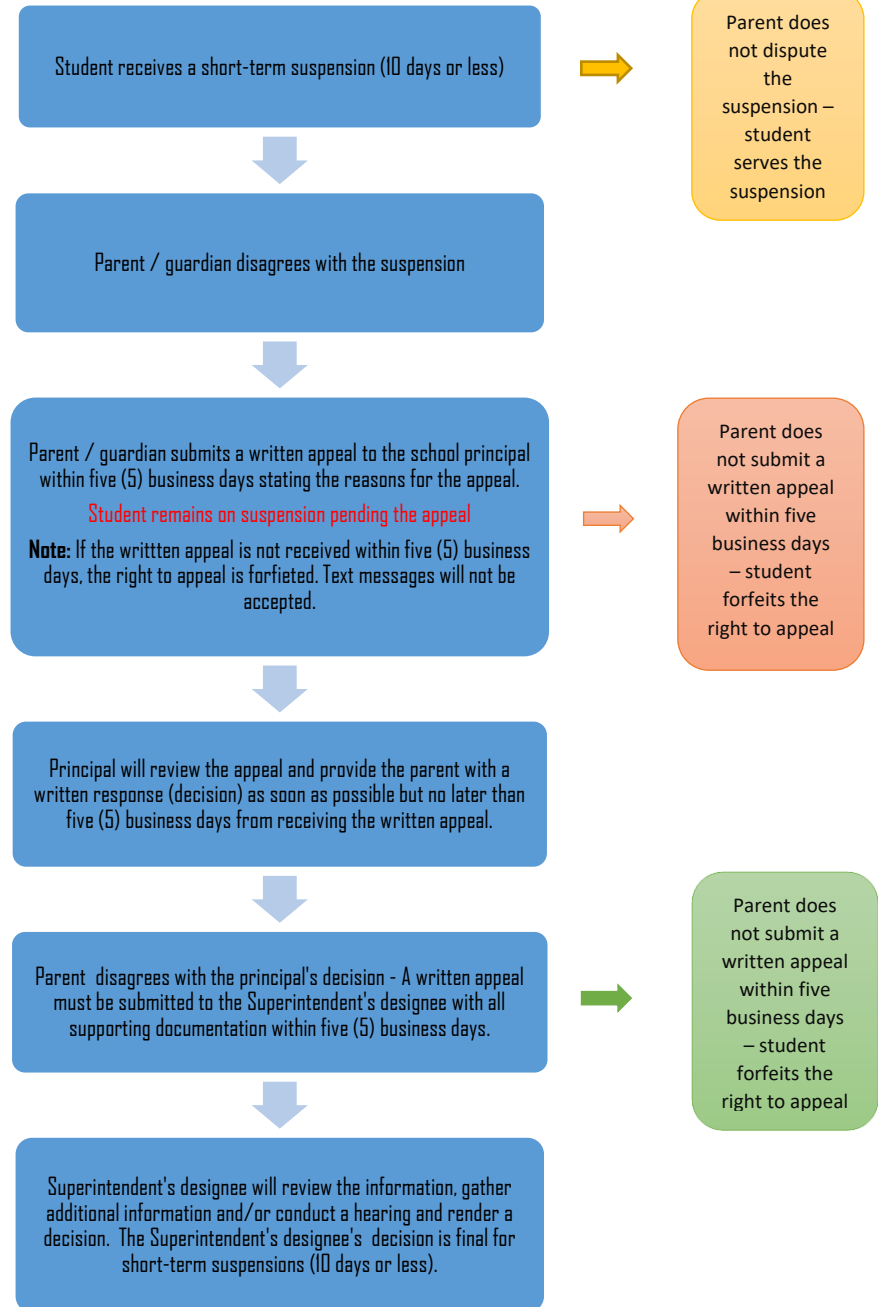 Student receives a short-term suspension (10 days or less)
Parent does
not dispute
the
suspension –
student
serves the
suspension
Parent / guardian disagrees with the suspension
Parent / guardian submits a written appeal to the school principal
within five (5) business days stating the reasons for the appeal.
Student remains on suspension pending the appeal
Note: If the writtten appeal is not received within five (5) business
days, the right to appeal is forfieted. Text messages will not be
accepted.
Parent does
not submit a
written appeal
within five
business days
– student
forfeits the
right to appeal
Principal will review the appeal and provide the parent with a
written response (decision) as soon as possible but no later than
five (5) business days from receiving the written appeal.
Parent  disagrees with the principal's decision - A written appeal
must be submitted to the Superintendent's designee with all
supporting documentation within five (5) business days.
Parent does
not submit a
written appeal
within five
business days
– student
forfeits the
right to appeal
Superintendent's designee will review the information, gather
additional information and/or conduct a hearing and render a
decision.  The Superintendent's designee's  decision is final for
short-term suspensions (10 days or less).